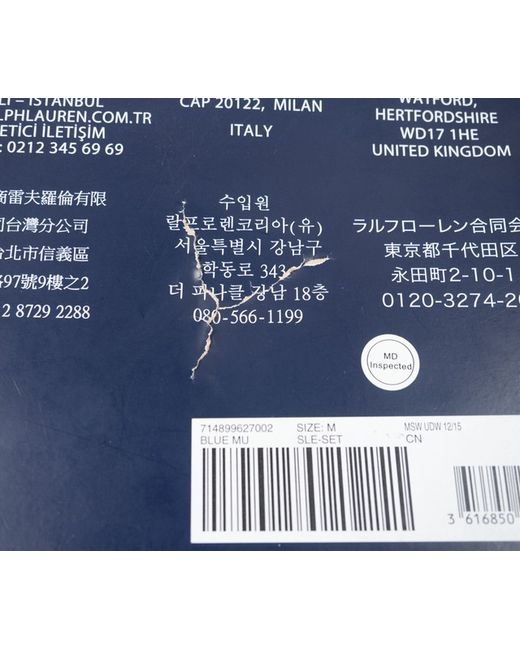 LI – ISTANBUL
LPHLAUREN.COM.TR
ETİCİ İLETİŞİM
: 0212 345 69 69
CAP 20122, MILAN
ITALY
WATFORD,
HERTFORDSHIRE
WD17 1HE
UNITED KINGDOM
商雷夫羅倫有限
司台灣分公司
台北市信義區
路97號9樓之2
2 8729 2288
수입원
랄프로렌코리아(유)
서울특별시 강남구
학동로 343
더 피나클 강남 18층
080-566-1199
ラルフローレン合同会
東京都千代田区
永田町2-10-1
0120-3274-20
MD
Inspected
714899627002 SIZE: M MSW UDW 12/15
BLUE MU SLE-SET CN
3 616850